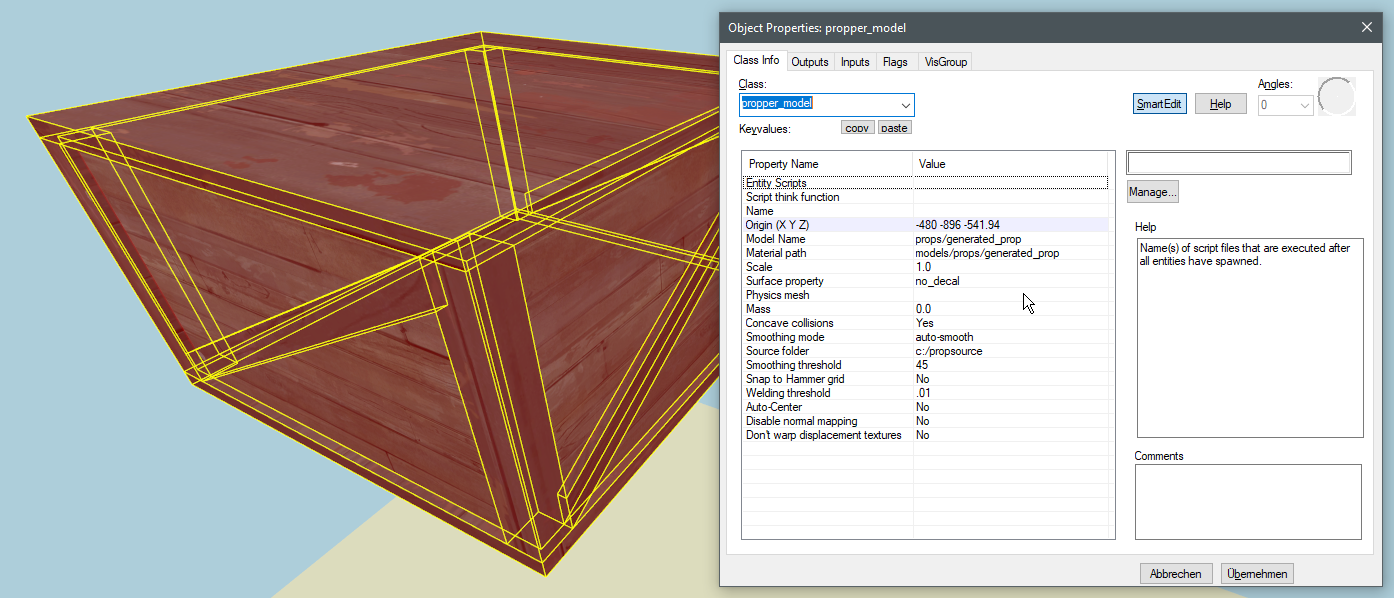 Object Properties: propper_model
Class Info Outputs Inputs Flags VisGroup
Class:
propper_model
SmartEdit
Help
Angles:
0
Keyvalues:
copy
paste
Property Name Value
Entity Scripts
Script think function
Name
Origin (X Y Z) -480 -896 -541.94
Model Name props/generated_prop
Material path models/props/generated_prop
Scale 1.0
Surface property no_decal
Physics mesh
Mass 0.0
Concave collisions Yes
Smoothing mode auto-smooth
Source folder c:/propsource
Smoothing threshold 45
Snap to Hammer grid No
Welding threshold .01
Auto-Center No
Disable normal mapping No
Don't warp displacement textures No
Manage...
Help
Name(s) of script files that are executed after
all entities have spawned.
Comments
Abbrechen
Übernehmen